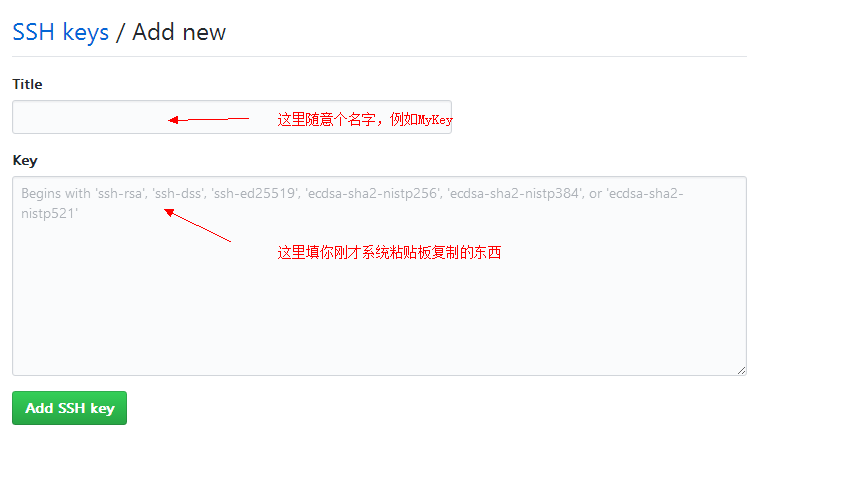 SSH keys / Add new
Title
这里随意个名字，例如MyKey
Key
Begins with 'ssh-rsa', 'ssh-dss', 'ssh-ed25519', 'ecdsa-sha2-nistp256', 'ecdsa-sha2-nistp384', or 'ecdsa-sha2-
nistp521'
这里填你刚才系统粘贴板复制的东西
Add SSH key